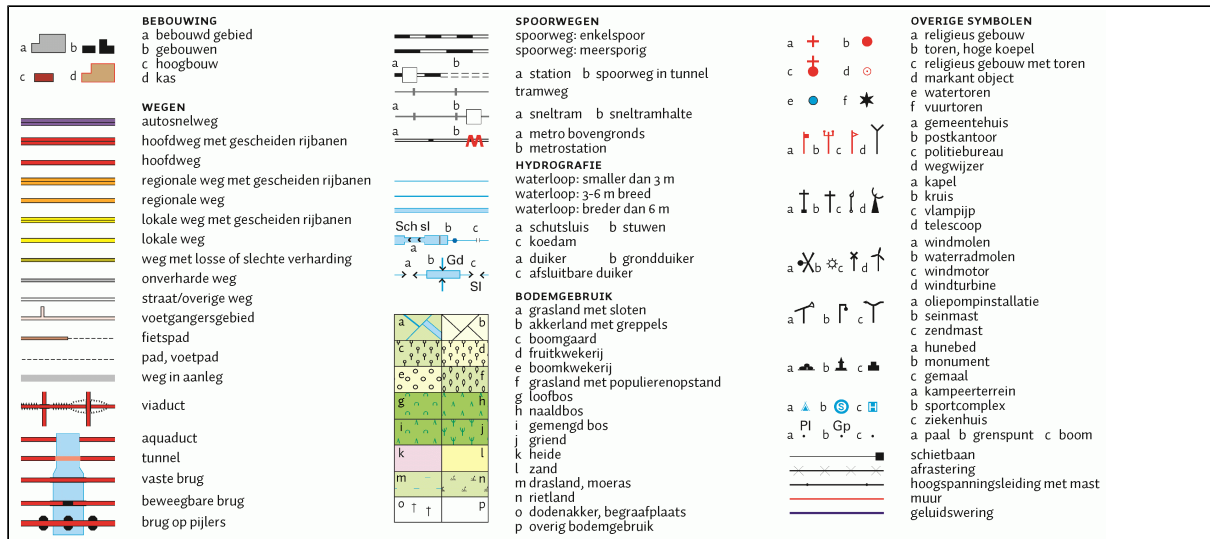 BEBOUWING
a bebouwd gebied
b gebouwen
c hoogbouw
d kas
a b
c d
WEGEN
autosnelweg
hoofdweg met gescheiden rijbanen
hoofdweg
regionale weg met gescheiden rijbanen
regionale weg
lokale weg met gescheiden rijbanen
lokale weg
weg met losse of slechte verharding
onverharde weg
straat/overige weg
voetgangersgebied
fietspad
pad, voetpad
weg in aanleg
viaduct
aquaduct
tunnel
vaste brug
beweegbare brug
brug op pijlers
SPOORWEGEN
spoorweg: enkelspoor
spoorweg: meersporig
a b
a station b spoorweg in tunnel
tramweg
a b
a sneltram b sneltramhalte
a b
a metro bovengronds
b metrostation
HYDROGRAFIE
waterloop: smaller dan 3 m
waterloop: 3-6 m breed
waterloop: breder dan 6 m
Sch sl b c
a
a schutsluis b stuwen
c koedam
a b Gd c
Sl
a duiker b grondduiker
c afsluitbare duiker
BODEMGEBRUIK
a b
c d
e f
g h
i j
k l
m n
o p
a grasland met sloten
b akkerland met greppels
c boomgaard
d fruitkwekerij
e boomkwekerij
f grasland met populierenopstand
g loofbos
h naaldbos
i gemengd bos
j griend
k heide
l zand
m drasland, moeras
n rietland
o dodenakker, begraafplaats
p overig bodemgebruik
OVERIGE SYMBOLEN
a b
c d
e f
a religieus gebouw
b toren, hoge koepel
c religieus gebouw met toren
d markant object
e watertoren
f vuurtoren
a b c d
a gemeentehuis
b postkantoor
c politiebureau
d wegwijzer
a b c d
a kapel
b kruis
c vlampijp
d telescoop
a b c d
a windmolen
b waterradmolen
c windmotor
d windturbine
a b c
a oliepompinstallatie
b seinmast
c zendmast
a b c
a hunebed
b monument
c gemaal
a b S c H
a kampeerterrein
b sportcomplex
c ziekenhuis
Pl Gp
a b c
a paal b grenspunt c boom
schietbaan
afrastering
hoogspanningsleiding met mast
muur
geluidswering